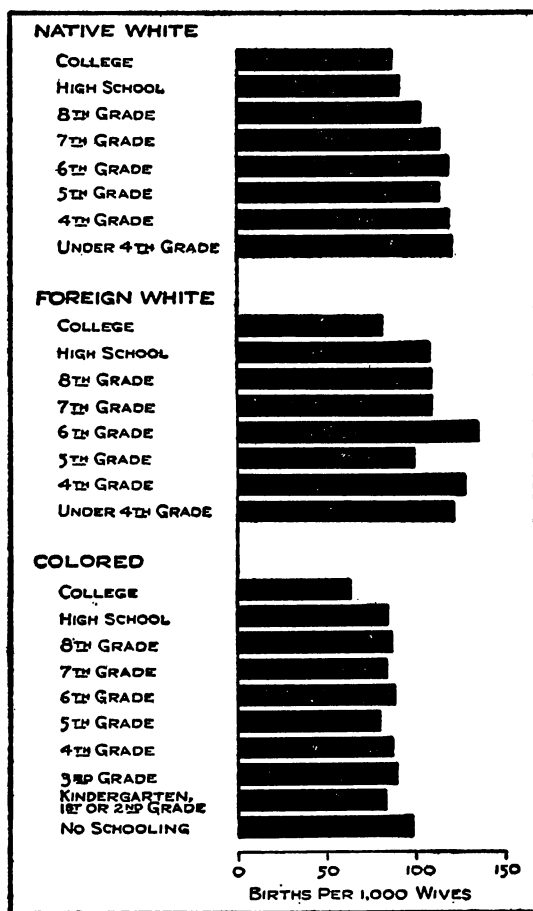 NATIVE WHITE
COLLEGE
HIGH SCHOOL
8TH GRADE
7TH GRADE
6TH GRADE
5TH GRADE
4TH GRADE
UNDER 4TH GRADE
FOREIGN WHITE
COLLEGE
HIGH SCHOOL
8TH GRADE
7TH GRADE
6TH GRADE
5TH GRADE
4TH GRADE
UNDER 4TH GRADE
COLORED
COLLEGE
HIGH SCHOOL
8TH GRADE
7TH GRADE
6TH GRADE
5TH GRADE
4TH GRADE
3RD GRADE
KINDERGARTEN,
1ST OR 2ND GRADE
NO SCHOOLING
0 50 100 150
BIRTHS PER 1,000 WIVES